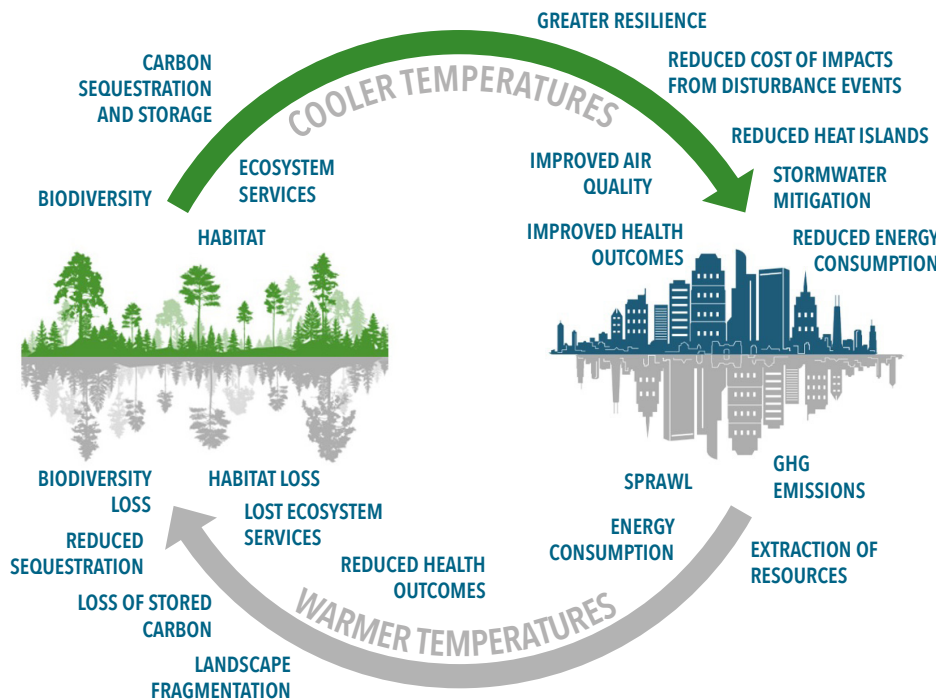 GREATER RESILIENCE
CARBON
SEQUESTRATION
AND STORAGE
REDUCED COST OF IMPACTS
FROM DISTURBANCE EVENTS
COOLER TEMPERATURES
REDUCED HEAT ISLANDS
IMPROVED AIR
QUALITY
ECOSYSTEM
SERVICES
STORMWATER
MITIGATION
BIODIVERSITY
HABITAT
IMPROVED HEALTH
OUTCOMES
REDUCED ENERGY
CONSUMPTION
BIODIVERSITY
LOSS
HABITAT LOSS
SPRAWL
GHG
EMISSIONS
LOST ECOSYSTEM
SERVICES
ENERGY
CONSUMPTION
REDUCED
SEQUESTRATION
REDUCED HEALTH
OUTCOMES
EXTRACTION OF
RESOURCES
LOSS OF STORED
CARBON
WARMER TEMPERATURES
LANDSCAPE
FRAGMENTATION